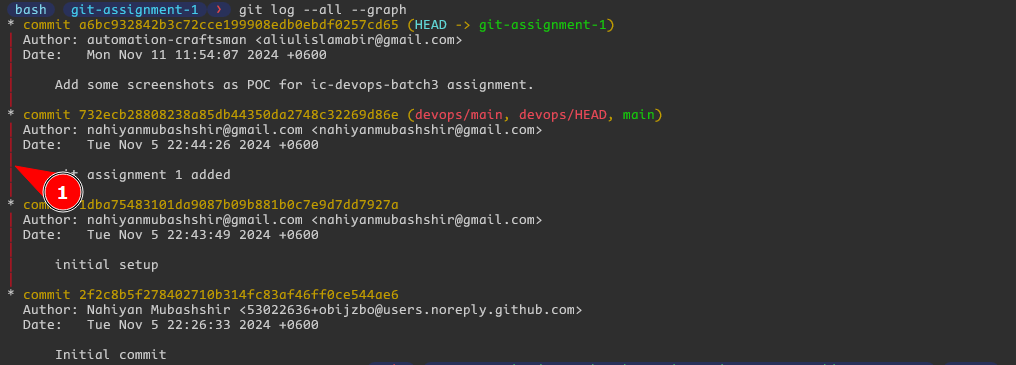 bash git-assignment-1 ❯ git log --all --graph
* commit a6bc932842b3c72cce199908edb0ebdf0257cd65 (HEAD -> git-assignment-1)
| Author: automation-craftsman <aliulislamabir@gmail.com>
| Date:   Mon Nov 11 11:54:07 2024 +0600
|
|     Add some screenshots as POC for ic-devops-batch3 assignment.
|
* commit 732ecb28808238a85db44350da2748c32269d86e (devops/main, devops/HEAD, main)
| Author: nahiyanmubashshir@gmail.com <nahiyanmubashshir@gmail.com>
| Date:   Tue Nov 5 22:44:26 2024 +0600
|
| assignment 1 added
1
|
* 1dba75483101da9087b09b881b0c7e9d7dd7927a
| Author: nahiyanmubashshir@gmail.com <nahiyanmubashshir@gmail.com>
| Date:   Tue Nov 5 22:43:49 2024 +0600
|
|     initial setup
|
* commit 2f2c8b5f278402710b314fc83af46ff0ce544ae6
  Author: Nahiyan Mubashshir <53022636+obijzbo@users.noreply.github.com>
  Date:   Tue Nov 5 22:26:33 2024 +0600

      Initial commit